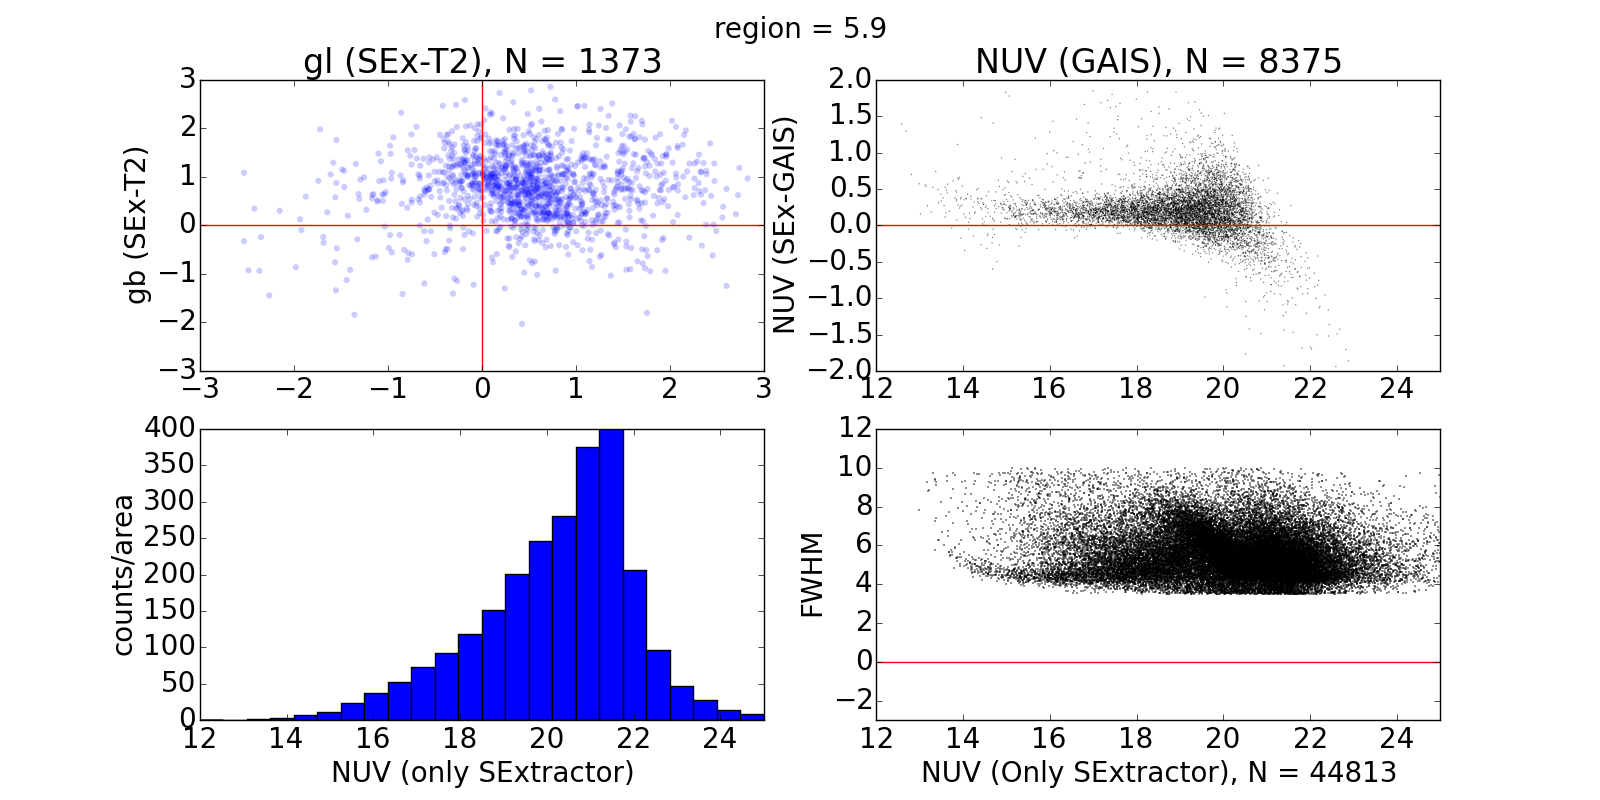 region = 5.9
gl (SEx-T2), N = 1373
NUV (GAIS), N = 8375
gb (SEx-T2)
3
2
1
0
−1
−2
−3
−3 −2 −1 0 1 2 3
NUV (SEx-GAIS)
2.0
1.5
1.0
0.5
0.0
−0.5
−1.0
−1.5
−2.0
12 14 16 18 20 22 24
counts/area
400
350
300
250
200
150
100
50
0
12 14 16 18 20 22 24
NUV (only SExtractor)
FWHM
12
10
8
6
4
2
0
−2
12 14 16 18 20 22 24
NUV (Only SExtractor), N = 44813